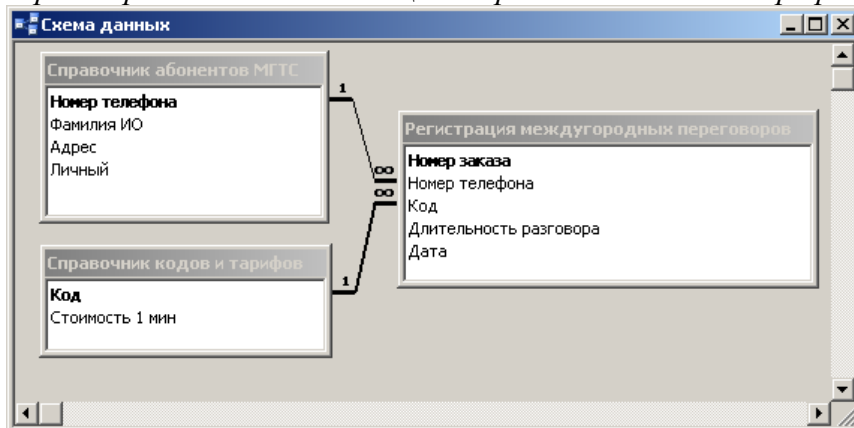 Схема данных
Справочник абонентов МГТС
Номер телефона
Фамилия ИО
Адрес
Личный
1
∞
∞
1
Регистрация междугородных переговоров
Номер заказа
Номер телефона
Код
Длительность разговора
Дата
Справочник кодов и тарифов
Код
Стоимость 1 мин